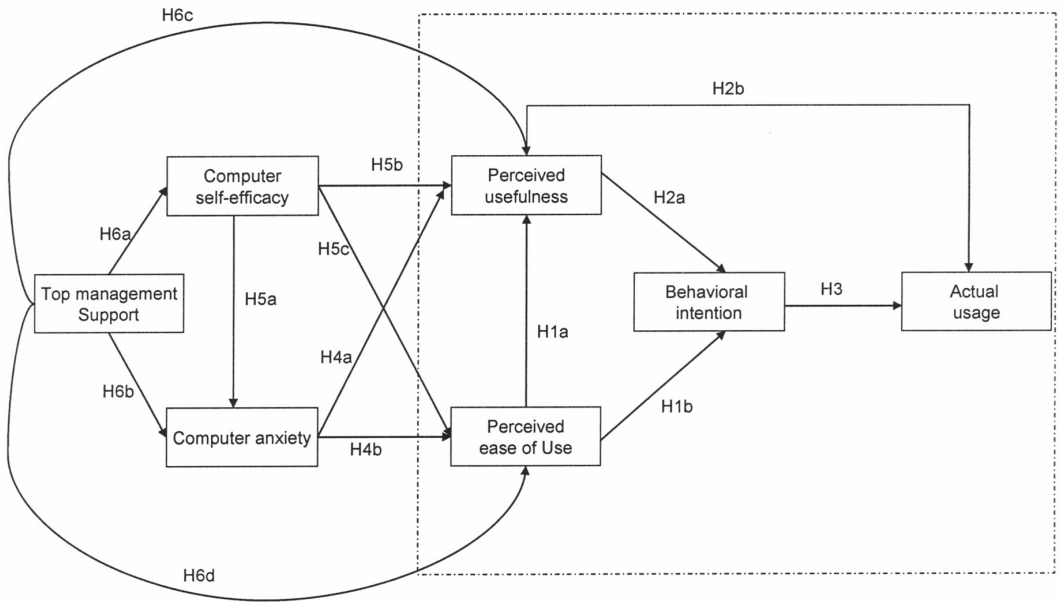 H6c
H2b
Computer
self-efficacy
H5b
Perceived
usefulness
H2a
H6a
H5c
Top management
Support
H5a
Behavioral
intention
H3
Actual
usage
H1a
H4a
H6b
H1b
Computer anxiety
H4b
Perceived
ease of Use
H6d